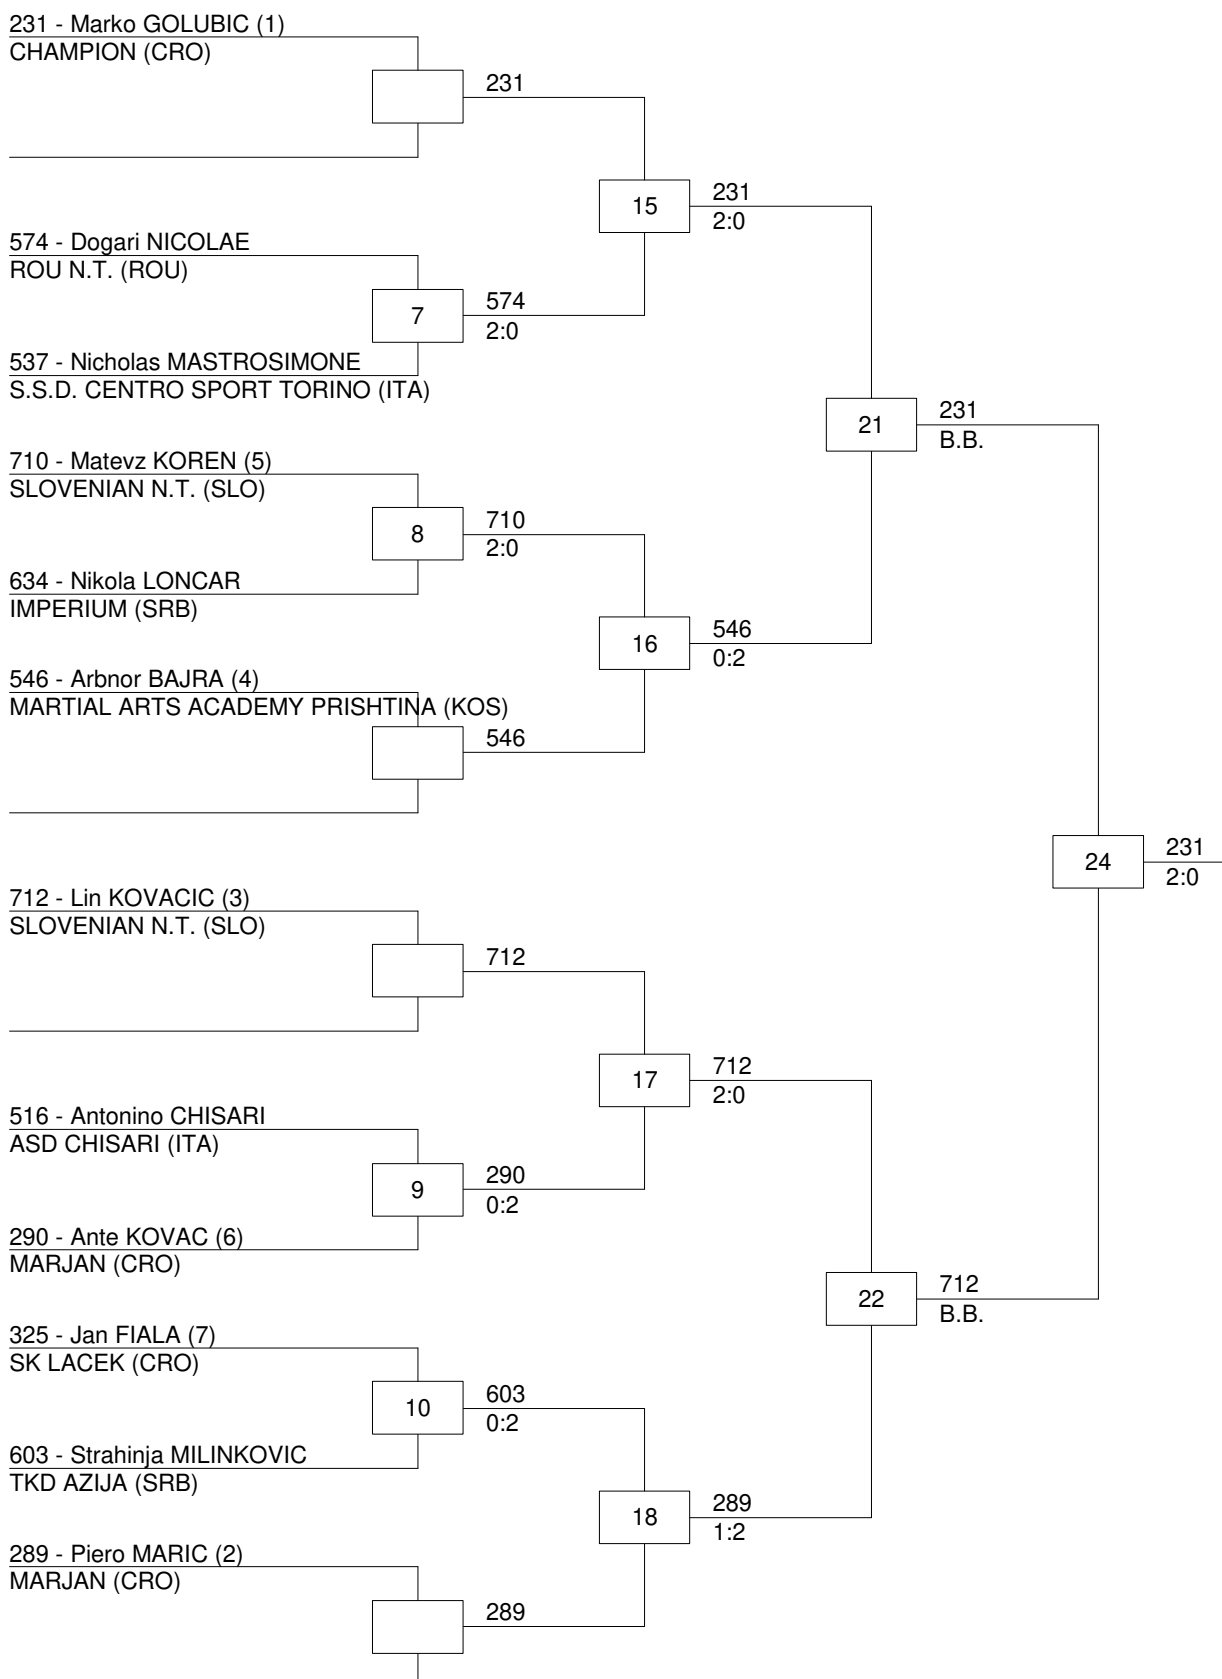 231 - Marko GOLUBIC (1)
CHAMPION (CRO)
231
15
231
2:0
574 - Dogari NICOLAE
ROU N.T. (ROU)
7
574
2:0
537 - Nicholas MASTROSIMONE
S.S.D. CENTRO SPORT TORINO (ITA)
21
231
B.B.
710 - Matevz KOREN (5)
SLOVENIAN N.T. (SLO)
8
710
2:0
634 - Nikola LONCAR
IMPERIUM (SRB)
16
546
0:2
546 - Arbnor BAJRA (4)
MARTIAL ARTS ACADEMY PRISHTINA (KOS)
546
24
231
2:0
712 - Lin KOVACIC (3)
SLOVENIAN N.T. (SLO)
712
17
712
2:0
516 - Antonino CHISARI
ASD CHISARI (ITA)
9
290
0:2
290 - Ante KOVAC (6)
MARJAN (CRO)
22
712
B.B.
325 - Jan FIALA (7)
SK LACEK (CRO)
10
603
0:2
603 - Strahinja MILINKOVIC
TKD AZIJA (SRB)
18
289
1:2
289 - Piero MARIC (2)
MARJAN (CRO)
289